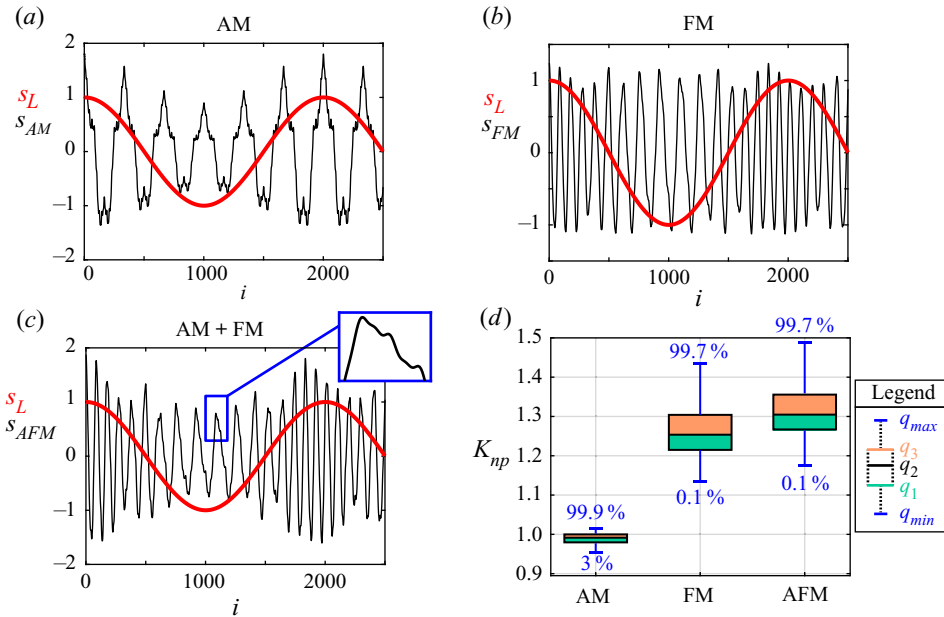 (a) AM
2
1
0
−1
−2
s_L
s_AM
0 1000 2000
i
(b) FM
1
0
−1
s_L
s_FM
0 1000 2000
i
(c) AM + FM
2
1
0
−1
−2
s_L
s_AFM
0 1000 2000
i
(d)
1.5
1.4
1.3
1.2
1.1
1.0
0.9
K_np
99.9 %
3 %
99.7 %
0.1 %
99.7 %
0.1 %
AM FM AFM
Legend
q_max
q_3
q_2
q_1
q_min